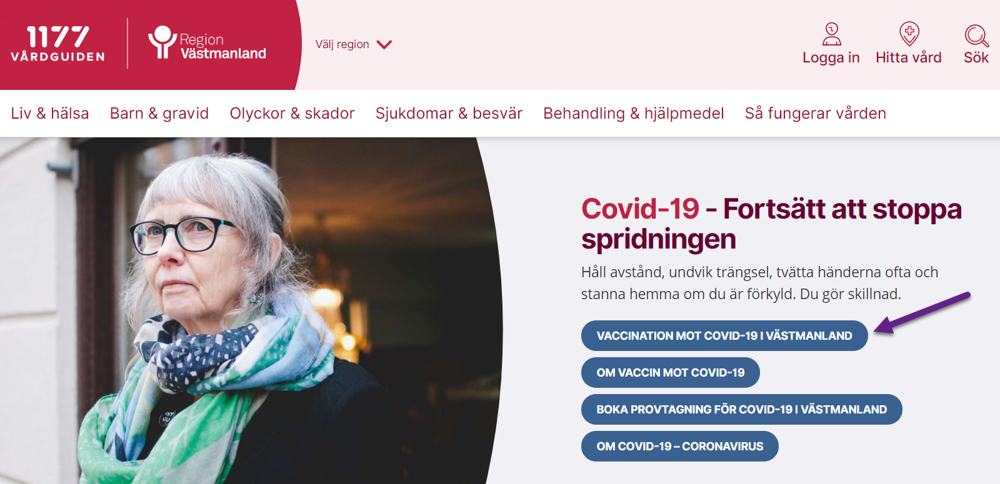 1177
VÅRDGUIDEN
Region
Västmanland
Välj region
Logga in
Hitta vård
Sök
Liv & hälsa
Barn & gravid
Olyckor & skador
Sjukdomar & besvär
Behandling & hjälpmedel
Så fungerar vården
Covid-19 - Fortsätt att stoppa
spridningen
Håll avstånd, undvik trängsel, tvätta händerna ofta och
stanna hemma om du är förkyld. Du gör skillnad.
VACCINATION MOT COVID-19 I VÄSTMANLAND
OM VACCIN MOT COVID-19
BOKA PROVTAGNING FÖR COVID-19 I VÄSTMANLAND
OM COVID-19 – CORONAVIRUS